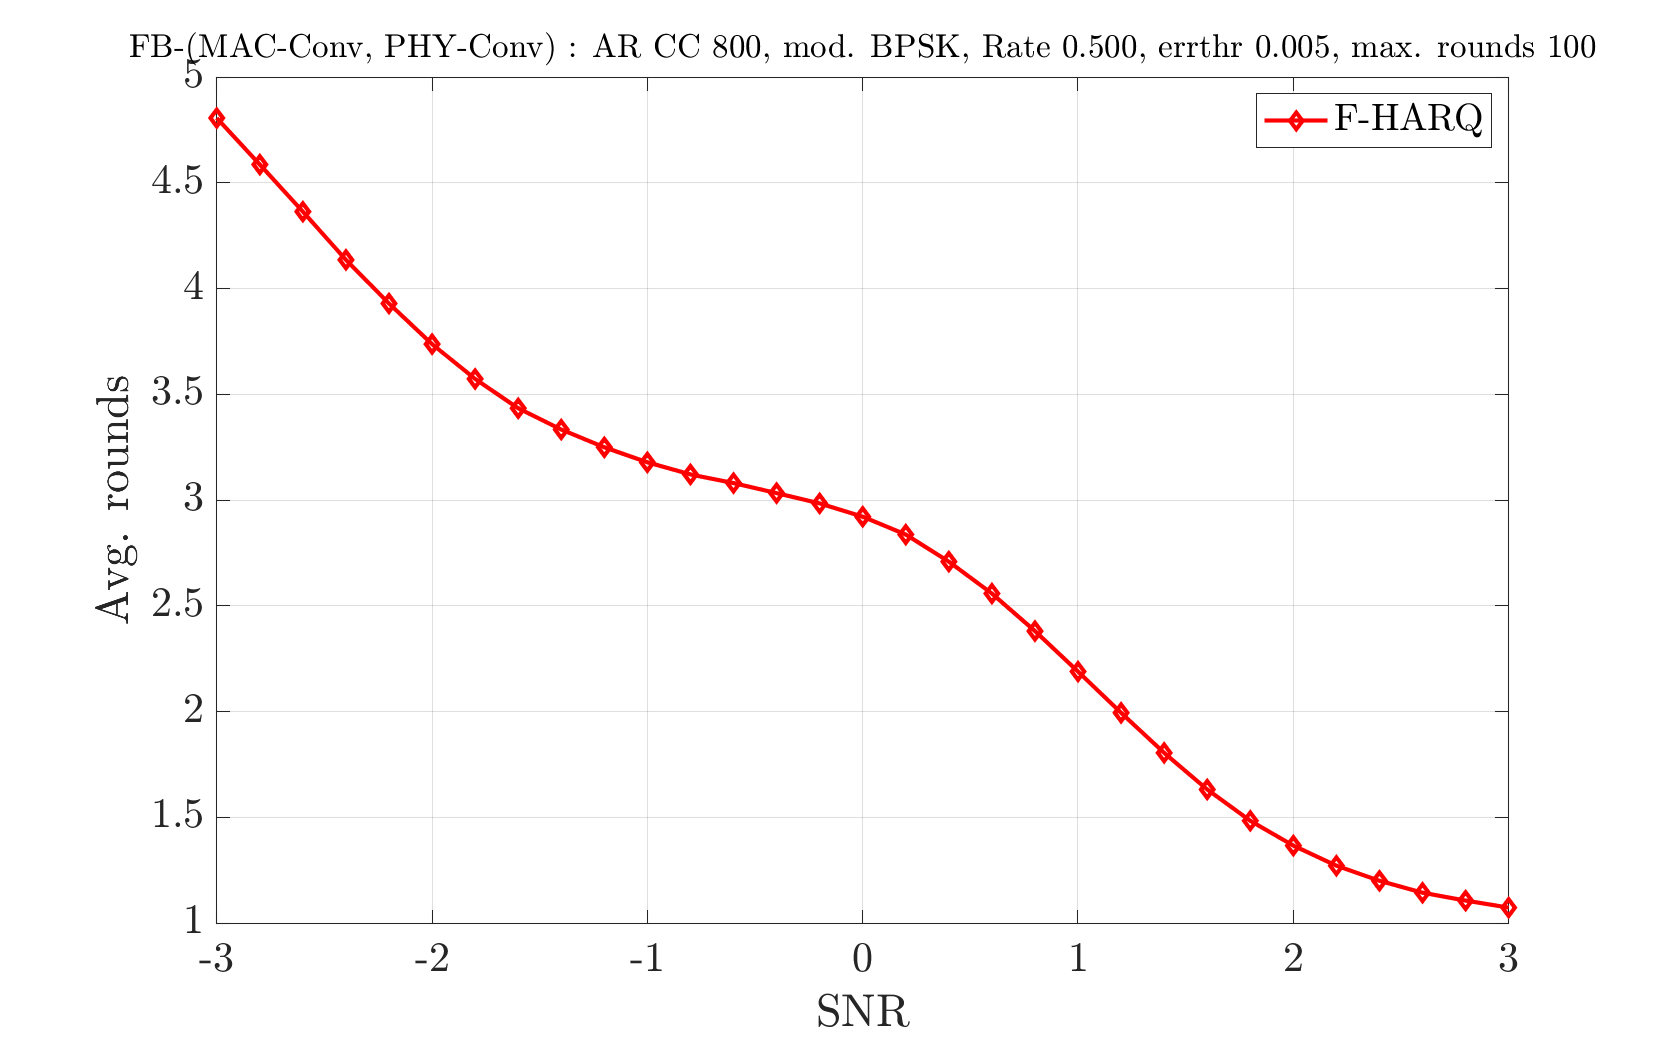 FB-(MAC-Conv, PHY-Conv) : AR CC 800, mod. BPSK, Rate 0.500, errthr 0.005, max. rounds 100
F-HARQ
5
4.5
4
3.5
3
2.5
2
1.5
1
Avg. rounds
-3 -2 -1 0 1 2 3
SNR